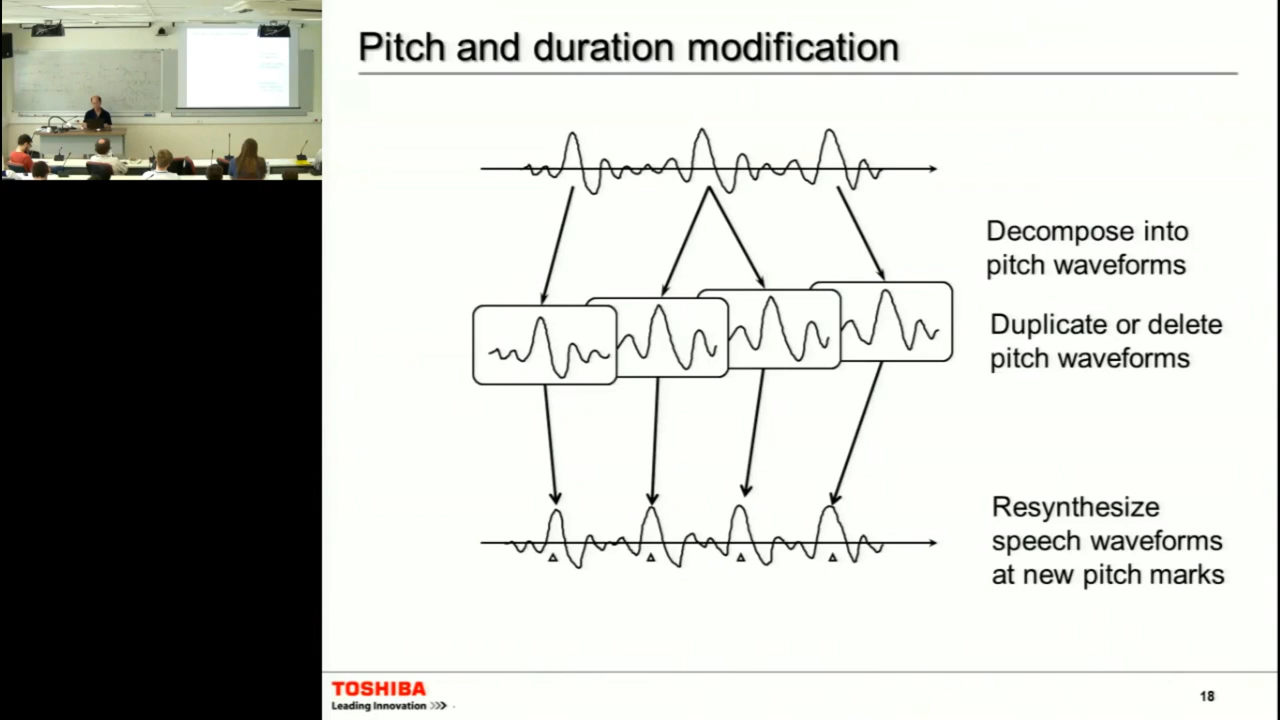 Pitch and duration modification
Decompose into
pitch waveforms
Duplicate or delete
pitch waveforms
Resynthesize
speech waveforms
at new pitch marks
TOSHIBA
Leading Innovation >>>
18